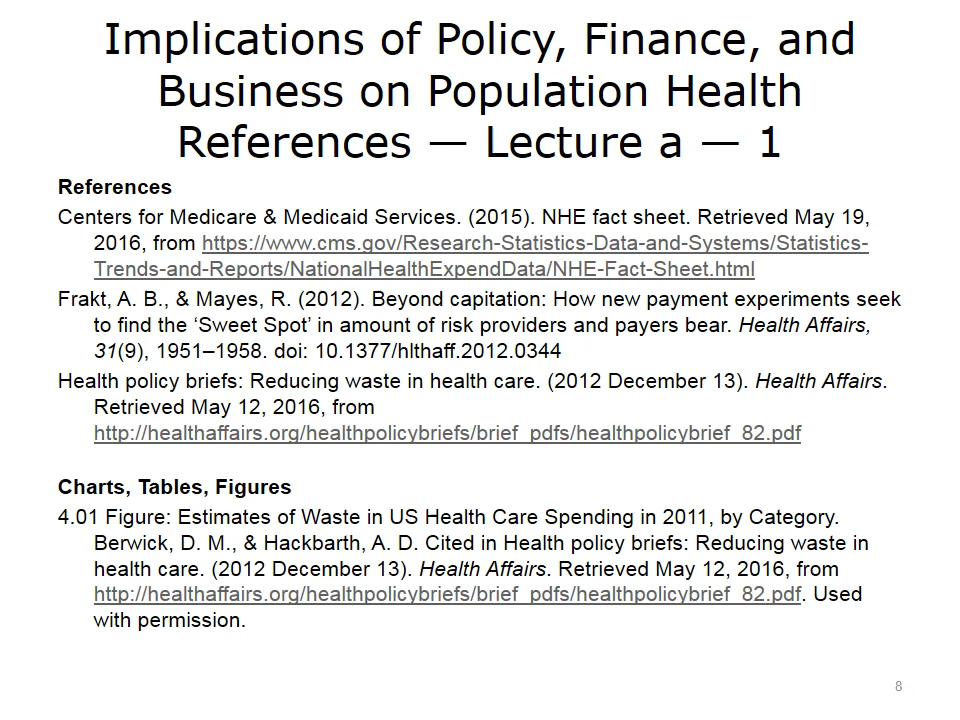 Implications of Policy, Finance, and
Business on Population Health
References — Lecture a — 1
References
Centers for Medicare & Medicaid Services. (2015). NHE fact sheet. Retrieved May 19,
2016, from https://www.cms.gov/Research-Statistics-Data-and-Systems/Statistics-
Trends-and-Reports/NationalHealthExpendData/NHE-Fact-Sheet.html
Frakt, A. B., & Mayes, R. (2012). Beyond capitation: How new payment experiments seek
to find the ‘Sweet Spot’ in amount of risk providers and payers bear. Health Affairs,
31(9), 1951–1958. doi: 10.1377/hlthaff.2012.0344
Health policy briefs: Reducing waste in health care. (2012 December 13). Health Affairs.
Retrieved May 12, 2016, from
http://healthaffairs.org/healthpolicybriefs/brief_pdfs/healthpolicybrief_82.pdf
Charts, Tables, Figures
4.01 Figure: Estimates of Waste in US Health Care Spending in 2011, by Category.
Berwick, D. M., & Hackbarth, A. D. Cited in Health policy briefs: Reducing waste in
health care. (2012 December 13). Health Affairs. Retrieved May 12, 2016, from
http://healthaffairs.org/healthpolicybriefs/brief_pdfs/healthpolicybrief_82.pdf. Used
with permission.
8